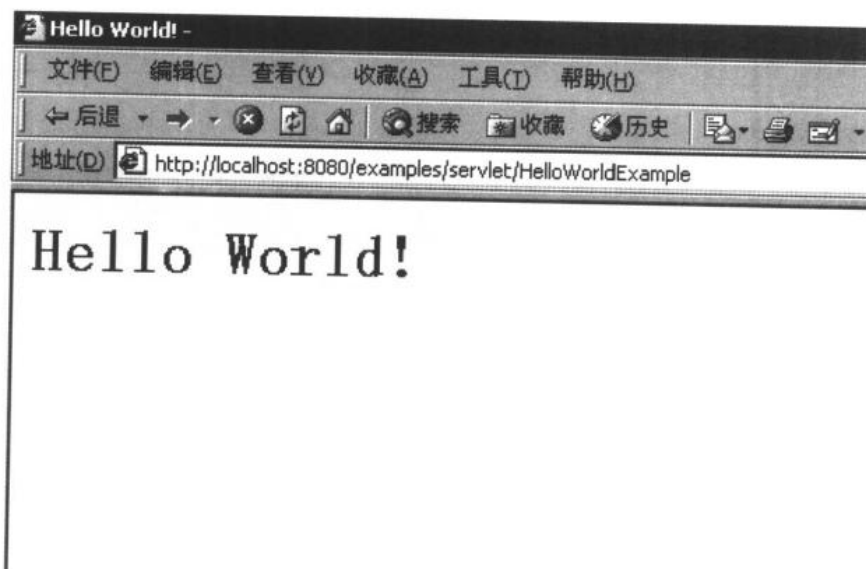 Hello World! -
文件(F) 编辑(E) 查看(V) 收藏(A) 工具(T) 帮助(H)
后退 搜索 收藏 历史
地址(D) http://localhost:8080/examples/servlet/HelloWorldExample
Hello World!